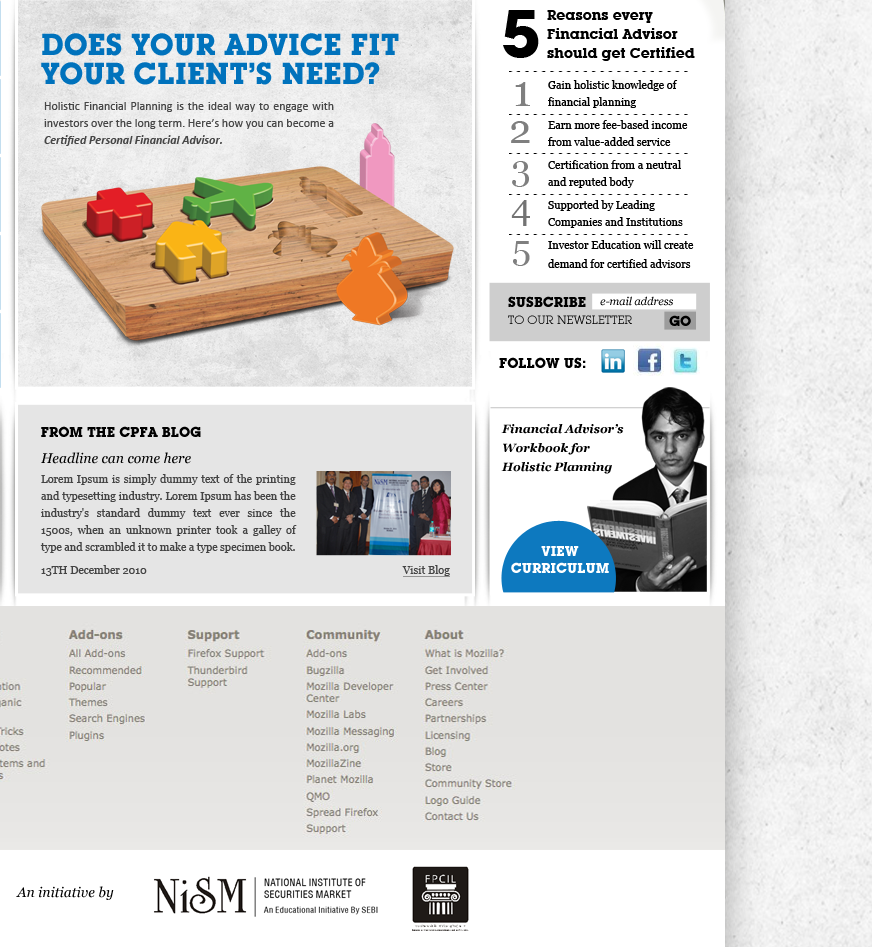 DOES YOUR ADVICE FIT
YOUR CLIENT'S NEED?
Holistic Financial Planning is the ideal way to engage with
investors over the long term. Here's how you can become a
Certified Personal Financial Advisor.
5
Reasons every
Financial Advisor
should get Certified
1
Gain holistic knowledge of
financial planning
2
Earn more fee-based income
from value-added service
3
Certification from a neutral
and reputed body
4
Supported by Leading
Companies and Institutions
5
Investor Education will create
demand for certified advisors
SUSBCRIBE e-mail address
TO OUR NEWSLETTER GO
FOLLOW US: in f t
FROM THE CPFA BLOG
Headline can come here
Lorem Ipsum is simply dummy text of the printing
and typesetting industry. Lorem Ipsum has been the
industry's standard dummy text ever since the
1500s, when an unknown printer took a galley of
type and scrambled it to make a type specimen book.
13TH December 2010
NiSM
Visit Blog
Financial Advisor's
Workbook for
Holistic Planning
INVESTMENTS
VIEW
CURRICULUM
ntion
ganic
Tricks
otes
tems and
s
Add-ons
All Add-ons
Recommended
Popular
Themes
Search Engines
Plugins
Support
Firefox Support
Thunderbird
Support
Community
Add-ons
Bugzilla
Mozilla Developer
Center
Mozilla Labs
Mozilla Messaging
Mozilla.org
MozillaZine
Planet Mozilla
QMO
Spread Firefox
Support
About
What is Mozilla?
Get Involved
Press Center
Careers
Partnerships
Licensing
Blog
Store
Community Store
Logo Guide
Contact Us
An initiative by
NiSM
NATIONAL INSTITUTE OF
SECURITIES MARKET
An Educational Initiative By SEBI
FPCIL